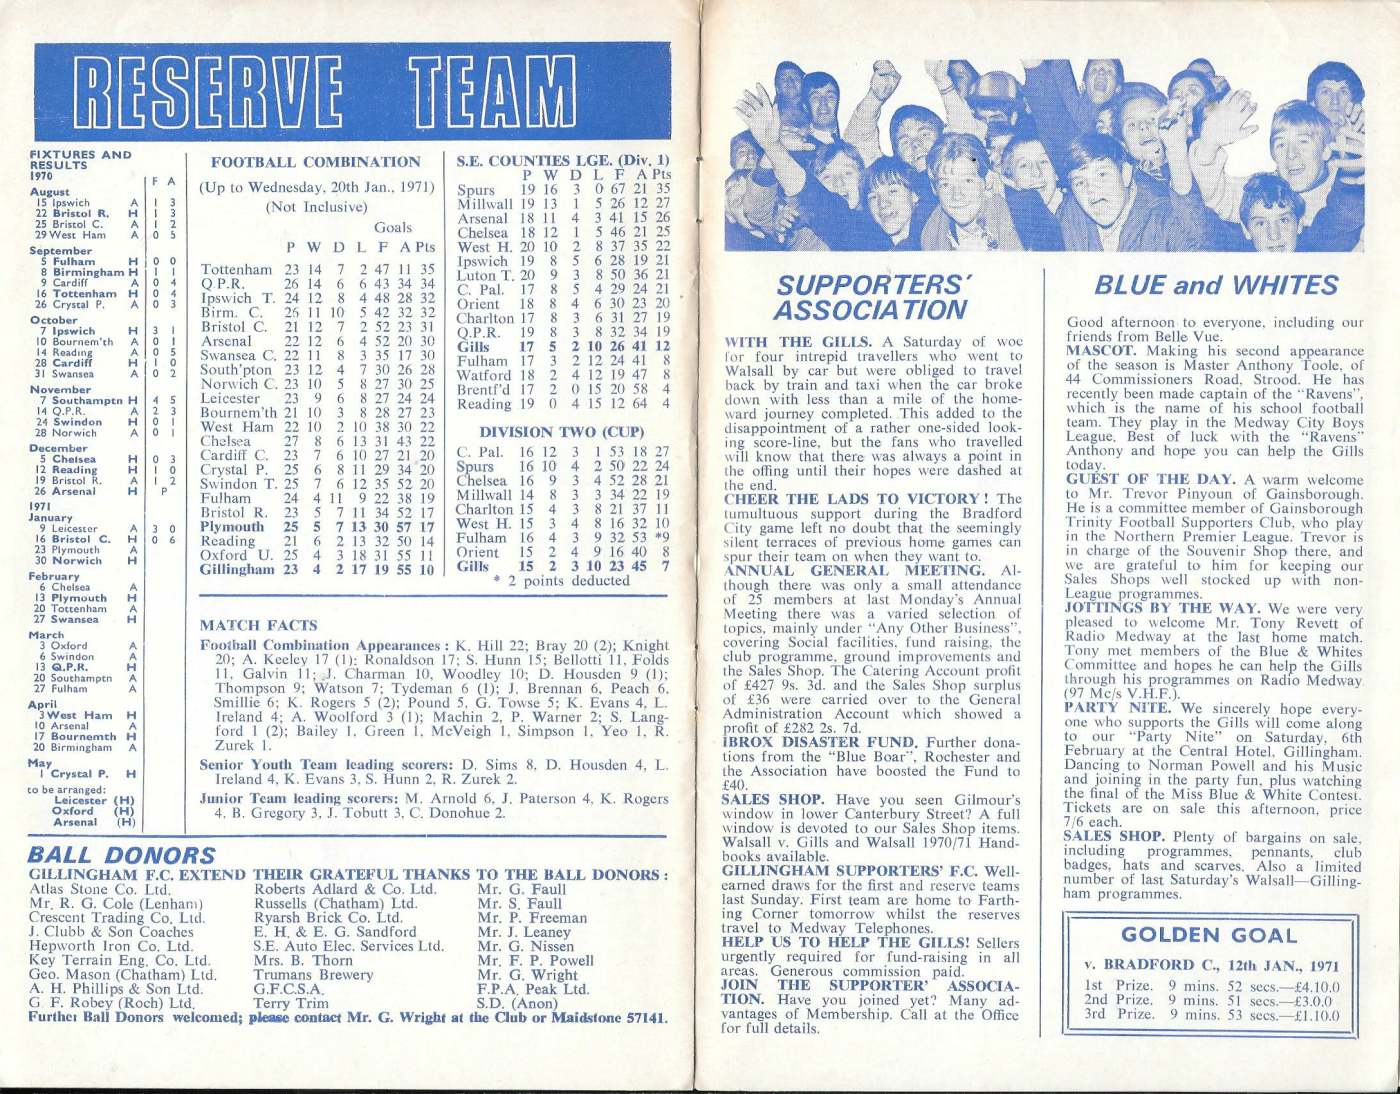 RESERVE TEAM
FIXTURES AND
RESULTS
1970
F A
August
15 Ipswich A 1 3
22 Bristol R. H 1 3
25 Bristol C. A 1 2
29 West Ham A 0 5
September
5 Fulham H 0 0
8 Birmingham H 1 1
9 Cardiff A 0 4
16 Tottenham H 0 4
26 Crystal P. A 0 3
October
7 Ipswich H 3 1
10 Bournem'th A 0 1
14 Reading A 0 5
28 Cardiff H 1 0
31 Swansea A 0 2
November
7 Southamptn H 4 5
14 Q.P.R. A 2 3
24 Swindon H 0 1
28 Norwich A 0 1
December
5 Chelsea H 0 3
12 Reading H 1 0
19 Bristol R. A 1 2
26 Arsenal H P
1971
January
9 Leicester A 3 0
16 Bristol C. H 0 6
23 Plymouth A
30 Norwich H
February
6 Chelsea A
13 Plymouth H
20 Tottenham A
27 Swansea H
March
3 Oxford A
6 Swindon A
13 Q.P.R. H
20 Southamptn A
27 Fulham A
April
3 West Ham H
10 Arsenal A
17 Bournemth H
20 Birmingham A
May
1 Crystal P. H
to be arranged:
Leicester (H)
Oxford (H)
Arsenal (H)
FOOTBALL COMBINATION
(Up to Wednesday, 20th Jan., 1971)
(Not Inclusive)
Goals
P W D L F A Pts
Tottenham 23 14 7 2 47 11 35
Q.P.R. 26 14 6 6 43 34 34
Ipswich T. 24 12 8 4 48 28 32
Birm. C. 26 11 10 5 42 32 32
Bristol C. 21 12 7 2 52 23 31
Arsenal 22 12 6 4 52 20 30
Swansea C. 22 11 8 3 35 17 30
South'pton 23 12 4 7 30 26 28
Norwich C. 23 10 5 8 27 30 25
Leicester 23 9 6 8 27 24 24
Bournem'th 21 10 3 8 28 27 23
West Ham 22 10 2 10 38 30 22
Chelsea 27 8 6 13 31 43 22
Cardiff C. 23 7 6 10 27 21 20
Crystal P. 25 6 8 11 29 34 20
Swindon T. 25 7 6 12 35 52 20
Fulham 24 4 11 9 22 38 19
Bristol R. 23 5 7 11 34 52 17
Plymouth 25 5 7 13 30 57 17
Reading 21 6 2 13 32 50 14
Oxford U. 25 4 3 18 31 55 11
Gillingham 23 4 2 17 19 55 10
S.E. COUNTIES LGE. (Div. 1)
P W D L F A Pts
Spurs 19 16 3 0 67 21 35
Millwall 19 13 1 5 26 12 27
Arsenal 18 11 4 3 41 15 26
Chelsea 18 12 1 5 46 21 25
West H. 20 10 2 8 37 35 22
Ipswich 19 8 5 6 28 19 21
Luton T. 20 9 3 8 50 36 21
C. Pal. 17 8 5 4 29 24 21
Orient 18 8 4 6 30 23 20
Charlton 17 8 3 6 31 27 19
Q.P.R. 19 8 3 8 32 34 19
Gills 17 5 2 10 26 41 12
Fulham 17 3 2 12 24 41 8
Watford 18 2 4 12 19 47 8
Brentf'd 17 2 0 15 20 58 4
Reading 19 0 4 15 12 64 4
DIVISION TWO (CUP)
C. Pal. 16 12 3 1 53 18 27
Spurs 16 10 4 2 50 22 24
Chelsea 16 9 3 4 52 28 21
Millwall 14 8 3 3 34 22 19
Charlton 15 4 3 8 21 37 11
West H. 15 3 4 8 16 32 10
Fulham 16 4 3 9 32 53 *9
Orient 15 2 4 9 16 40 8
Gills 15 2 3 10 23 45 7
* 2 points deducted
MATCH FACTS
Football Combination Appearances : K. Hill 22; Bray 20 (2); Knight
20; A. Keeley 17 (1); Ronaldson 17; S. Hunn 15; Bellotti 11, Folds
11, Galvin 11; J. Charman 10, Woodley 10; D. Housden 9 (1);
Thompson 9; Watson 7; Tydeman 6 (1); J. Brennan 6, Peach 6,
Smillie 6; K. Rogers 5 (2); Pound 5, G. Towse 5; K. Evans 4, L.
Ireland 4; A. Woolford 3 (1); Machin 2, P. Warner 2; S. Lang-
ford 1 (2); Bailey 1, Green 1, McVeigh 1, Simpson 1, Yeo 1, R.
Zurek 1.
Senior Youth Team leading scorers: D. Sims 8, D. Housden 4, L.
Ireland 4, K. Evans 3, S. Hunn 2, R. Zurek 2.
Junior Team leading scorers: M. Arnold 6, J. Paterson 4, K. Rogers
4, B. Gregory 3, J. Tobutt 3, C. Donohue 2.
BALL DONORS
GILLINGHAM F.C. EXTEND THEIR GRATEFUL THANKS TO THE BALL DONORS :
Atlas Stone Co. Ltd.
Mr. R. G. Cole (Lenham)
Crescent Trading Co. Ltd.
J. Clubb & Son Coaches
Hepworth Iron Co. Ltd.
Key Terrain Eng. Co. Ltd.
Geo. Mason (Chatham) Ltd.
A. H. Phillips & Son Ltd.
G F. Robey (Roch) Ltd.
Roberts Adlard & Co. Ltd.
Russells (Chatham) Ltd.
Ryarsh Brick Co. Ltd.
E. H. & E. G. Sandford
S.E. Auto Elec. Services Ltd.
Mrs. B. Thorn
Trumans Brewery
G.F.C.S.A.
Terry Trim
Mr. G. Faull
Mr. S. Faull
Mr. P. Freeman
Mr. J. Leaney
Mr. G. Nissen
Mr. F. P. Powell
Mr. G. Wright
F.P.A. Peak Ltd.
S.D. (Anon)
Further Ball Donors welcomed; please contact Mr. G. Wright at the Club or Maidstone 57141.
SUPPORTERS'
ASSOCIATION
WITH THE GILLS. A Saturday of woe
for four intrepid travellers who went to
Walsall by car but were obliged to travel
back by train and taxi when the car broke
down with less than a mile of the home-
ward journey completed. This added to the
disappointment of a rather one-sided look-
ing score-line, but the fans who travelled
will know that there was always a point in
the offing until their hopes were dashed at
the end.
CHEER THE LADS TO VICTORY ! The
tumultuous support during the Bradford
City game left no doubt that the seemingly
silent terraces of previous home games can
spur their team on when they want to.
ANNUAL GENERAL MEETING. Al-
though there was only a small attendance
of 25 members at last Monday's Annual
Meeting there was a varied selection of
topics, mainly under "Any Other Business",
covering Social facilities, fund raising, the
club programme, ground improvements and
the Sales Shop. The Catering Account profit
of £427 9s. 3d. and the Sales Shop surplus
of £36 were carried over to the General
Administration Account which showed a
profit of £282 2s. 7d.
IBROX DISASTER FUND. Further dona-
tions from the "Blue Boar", Rochester and
the Association have boosted the Fund to
£40.
SALES SHOP. Have you seen Gilmour's
window in lower Canterbury Street? A full
window is devoted to our Sales Shop items.
Walsall v. Gills and Walsall 1970/71 Hand-
books available.
GILLINGHAM SUPPORTERS' F.C. Well-
earned draws for the first and reserve teams
last Sunday. First team are home to Farth-
ing Corner tomorrow whilst the reserves
travel to Medway Telephones.
HELP US TO HELP THE GILLS! Sellers
urgently required for fund-raising in all
areas. Generous commission paid.
JOIN THE SUPPORTER' ASSOCIA-
TION. Have you joined yet? Many ad-
vantages of Membership. Call at the Office
for full details.
BLUE and WHITES
Good afternoon to everyone, including our
friends from Belle Vue.
MASCOT. Making his second appearance
of the season is Master Anthony Toole, of
44 Commissioners Road, Strood. He has
recently been made captain of the "Ravens",
which is the name of his school football
team. They play in the Medway City Boys
League. Best of luck with the "Ravens"
Anthony and hope you can help the Gills
today.
GUEST OF THE DAY. A warm welcome
to Mr. Trevor Pinyoun of Gainsborough.
He is a committee member of Gainsborough
Trinity Football Supporters Club, who play
in the Northern Premier League. Trevor is
in charge of the Souvenir Shop there, and
we are grateful to him for keeping our
Sales Shops well stocked up with non-
League programmes.
JOTTINGS BY THE WAY. We were very
pleased to welcome Mr. Tony Revett of
Radio Medway at the last home match.
Tony met members of the Blue & Whites
Committee and hopes he can help the Gills
through his programmes on Radio Medway
(97 Mc/s V.H.F.).
PARTY NITE. We sincerely hope every-
one who supports the Gills will come along
to our "Party Nite" on Saturday, 6th
February at the Central Hotel, Gillingham.
Dancing to Norman Powell and his Music
and joining in the party fun, plus watching
the final of the Miss Blue & White Contest.
Tickets are on sale this afternoon, price
7/6 each.
SALES SHOP. Plenty of bargains on sale,
including programmes, pennants, club
badges, hats and scarves. Also a limited
number of last Saturday's Walsall—Gilling-
ham programmes.
GOLDEN GOAL
v. BRADFORD C., 12th JAN., 1971
1st Prize. 9 mins. 52 secs.—£4.10.0
2nd Prize. 9 mins. 51 secs.—£3.0.0
3rd Prize. 9 mins. 53 secs.—£1.10.0